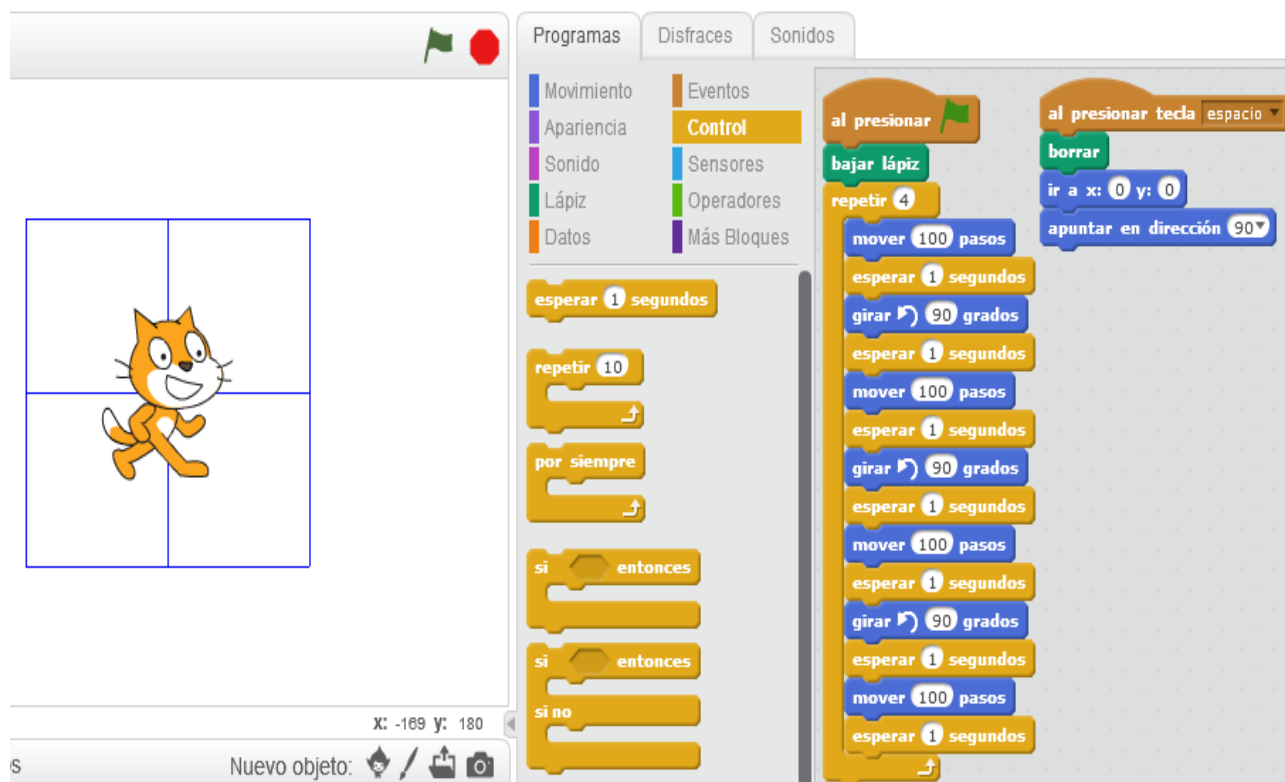 Programas
Disfraces
Sonidos
Movimiento
Eventos
Apariencia
Control
Sonido
Sensores
Lápiz
Operadores
Datos
Más Bloques
esperar 1 segundos
repetir 10
por siempre
si entonces
si entonces
si no
al presionar
bajar lápiz
repetir 4
mover 100 pasos
esperar 1 segundos
girar 90 grados
esperar 1 segundos
mover 100 pasos
esperar 1 segundos
girar 90 grados
esperar 1 segundos
mover 100 pasos
esperar 1 segundos
girar 90 grados
esperar 1 segundos
mover 100 pasos
esperar 1 segundos
al presionar tecla espacio
borrar
ir a x: 0 y: 0
apuntar en dirección 90
x: -169 y: 180
s Nuevo objeto: